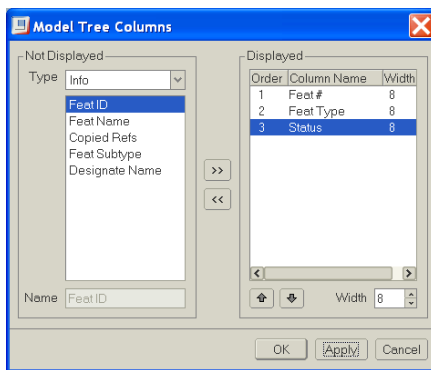 Model Tree Columns
Not Displayed
Type Info
Feat ID
Feat Name
Copied Refs
Feat Subtype
Designate Name
Name Feat ID
>>
<<
Displayed
Order Column Name Width
1 Feat # 8
2 Feat Type 8
3 Status 8
Width 8
OK Apply Cancel